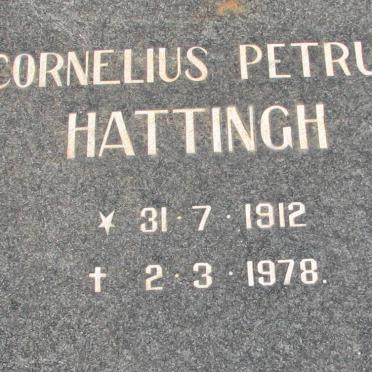 CORNELIUS PETRU
HATTINGH
★ 31·7·1912
✝ 2·3·1978.